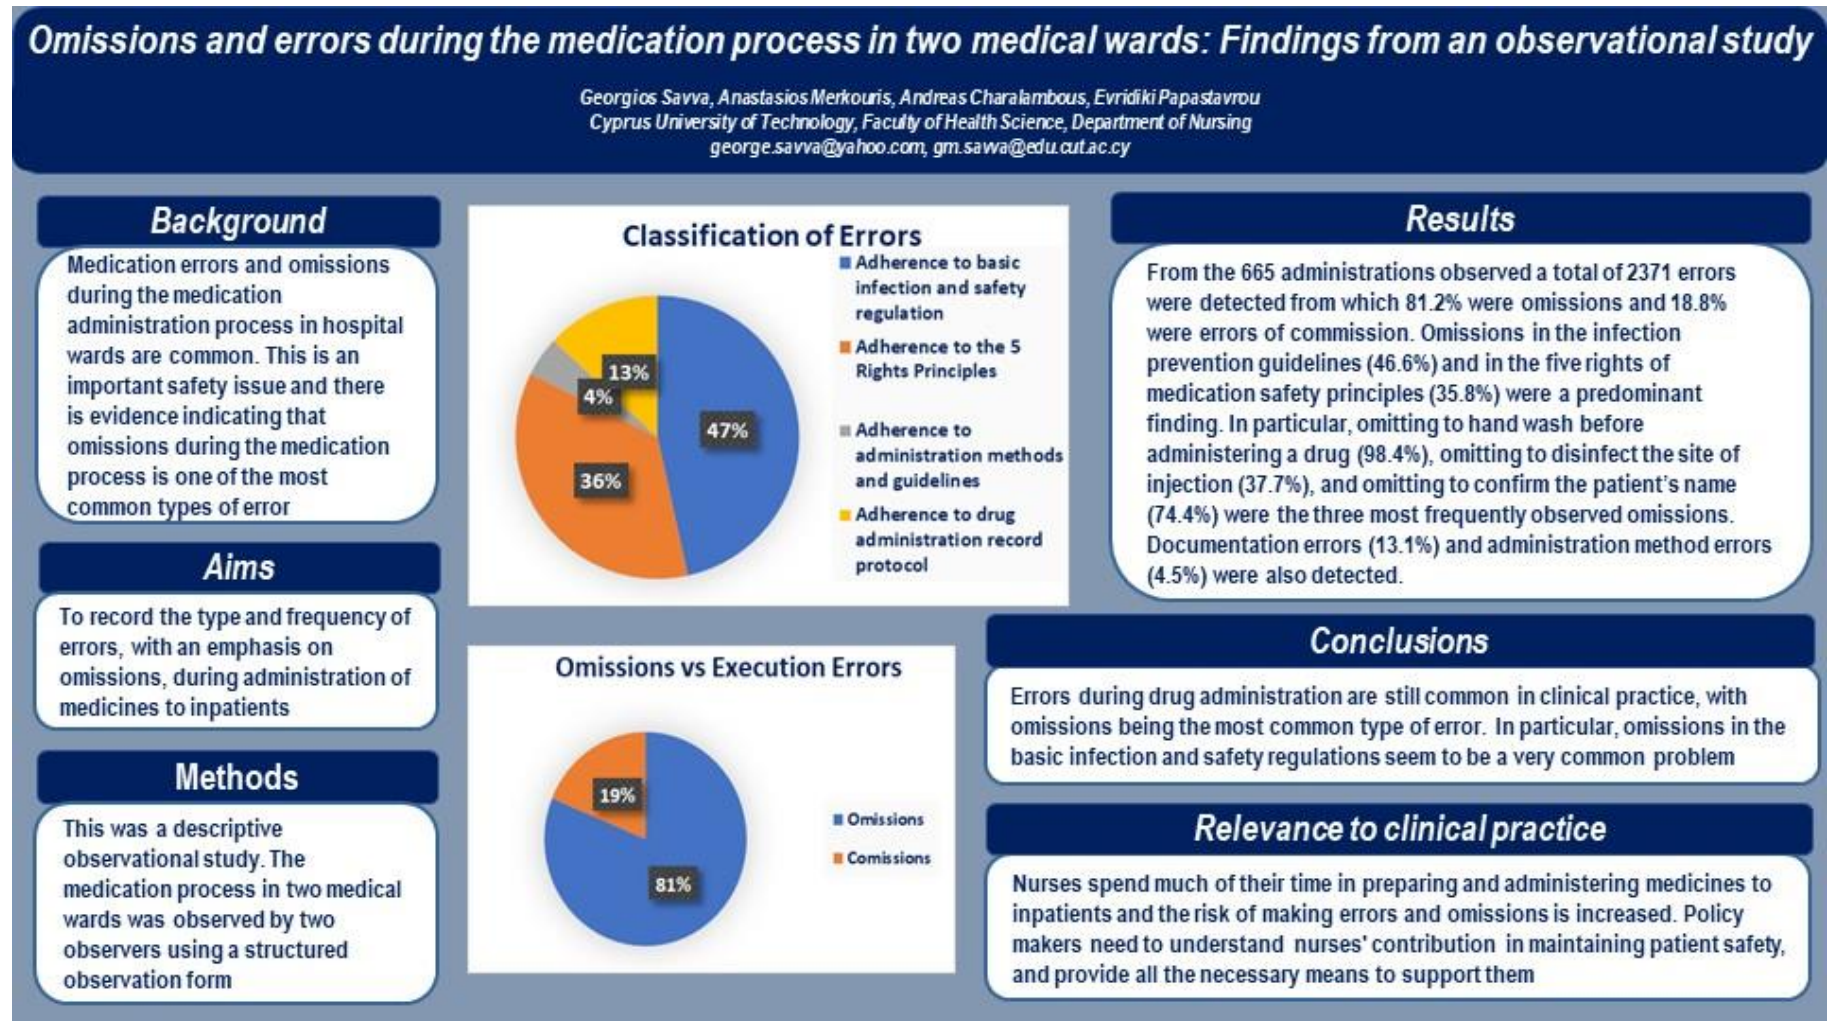 Omissions and errors during the medication process in two medical wards: Findings from an observational study
Georgios Savva, Anastasios Merkouris, Andreas Charalambous, Evridiki Papastavrou
Cyprus University of Technology, Faculty of Health Science, Department of Nursing
george.savva@yahoo.com, gm.savva@edu.cut.ac.cy
Background
Medication errors and omissions
during the medication
administration process in hospital
wards are common. This is an
important safety issue and there
is evidence indicating that
omissions during the medication
process is one of the most
common types of error
Aims
To record the type and frequency of
errors, with an emphasis on
omissions, during administration of
medicines to inpatients
Methods
This was a descriptive
observational study. The
medication process in two medical
wards was observed by two
observers using a structured
observation form
Classification of Errors
13%
4%
47%
36%
Adherence to basic
infection and safety
regulation
Adherence to the 5
Rights Principles
Adherence to
administration methods
and guidelines
Adherence to drug
administration record
protocol
Omissions vs Execution Errors
19%
81%
Omissions
Comissions
Results
From the 665 administrations observed a total of 2371 errors
were detected from which 81.2% were omissions and 18.8%
were errors of commission. Omissions in the infection
prevention guidelines (46.6%) and in the five rights of
medication safety principles (35.8%) were a predominant
finding. In particular, omitting to hand wash before
administering a drug (98.4%), omitting to disinfect the site of
injection (37.7%), and omitting to confirm the patient's name
(74.4%) were the three most frequently observed omissions.
Documentation errors (13.1%) and administration method errors
(4.5%) were also detected.
Conclusions
Errors during drug administration are still common in clinical practice, with
omissions being the most common type of error. In particular, omissions in the
basic infection and safety regulations seem to be a very common problem
Relevance to clinical practice
Nurses spend much of their time in preparing and administering medicines to
inpatients and the risk of making errors and omissions is increased. Policy
makers need to understand nurses' contribution in maintaining patient safety,
and provide all the necessary means to support them